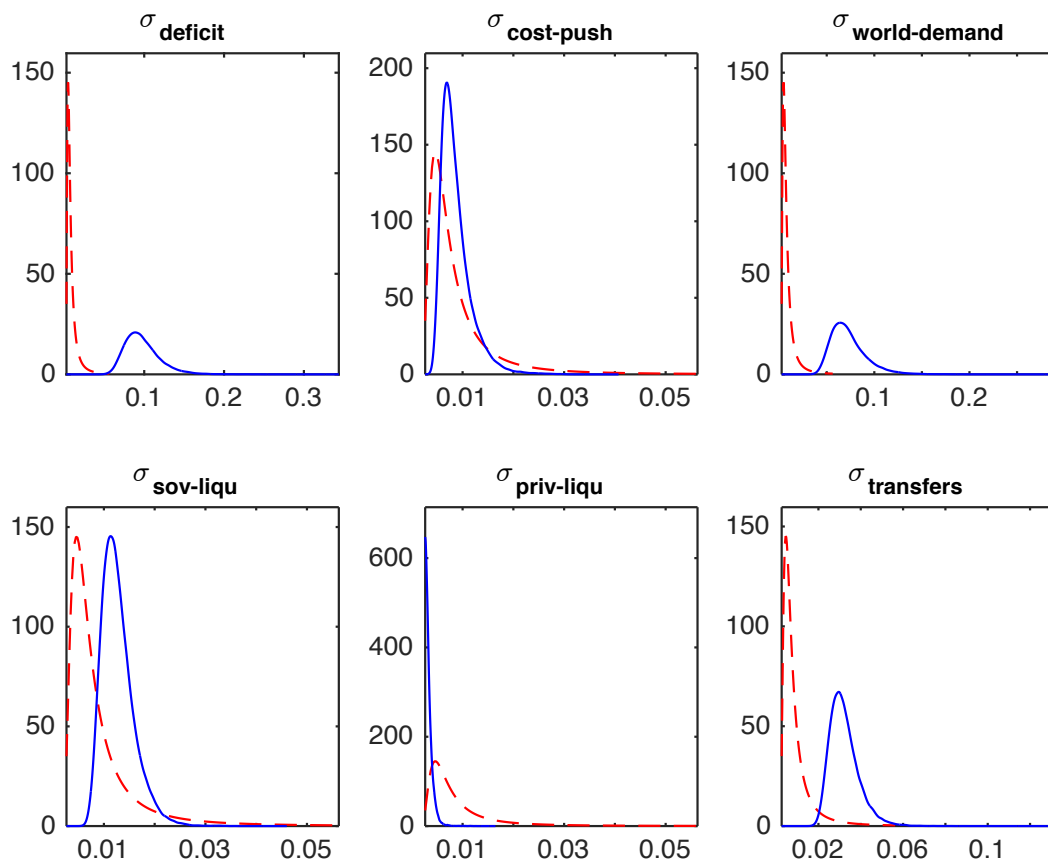 σ deficit
σ cost-push
σ world-demand
150
100
50
0
0.1 0.2 0.3
200
150
100
50
0
0.01 0.03 0.05
150
100
50
0
0.1 0.2
σ sov-liqu
σ priv-liqu
σ transfers
150
100
50
0
0.01 0.03 0.05
600
400
200
0
0.01 0.03 0.05
150
100
50
0
0.02 0.06 0.1